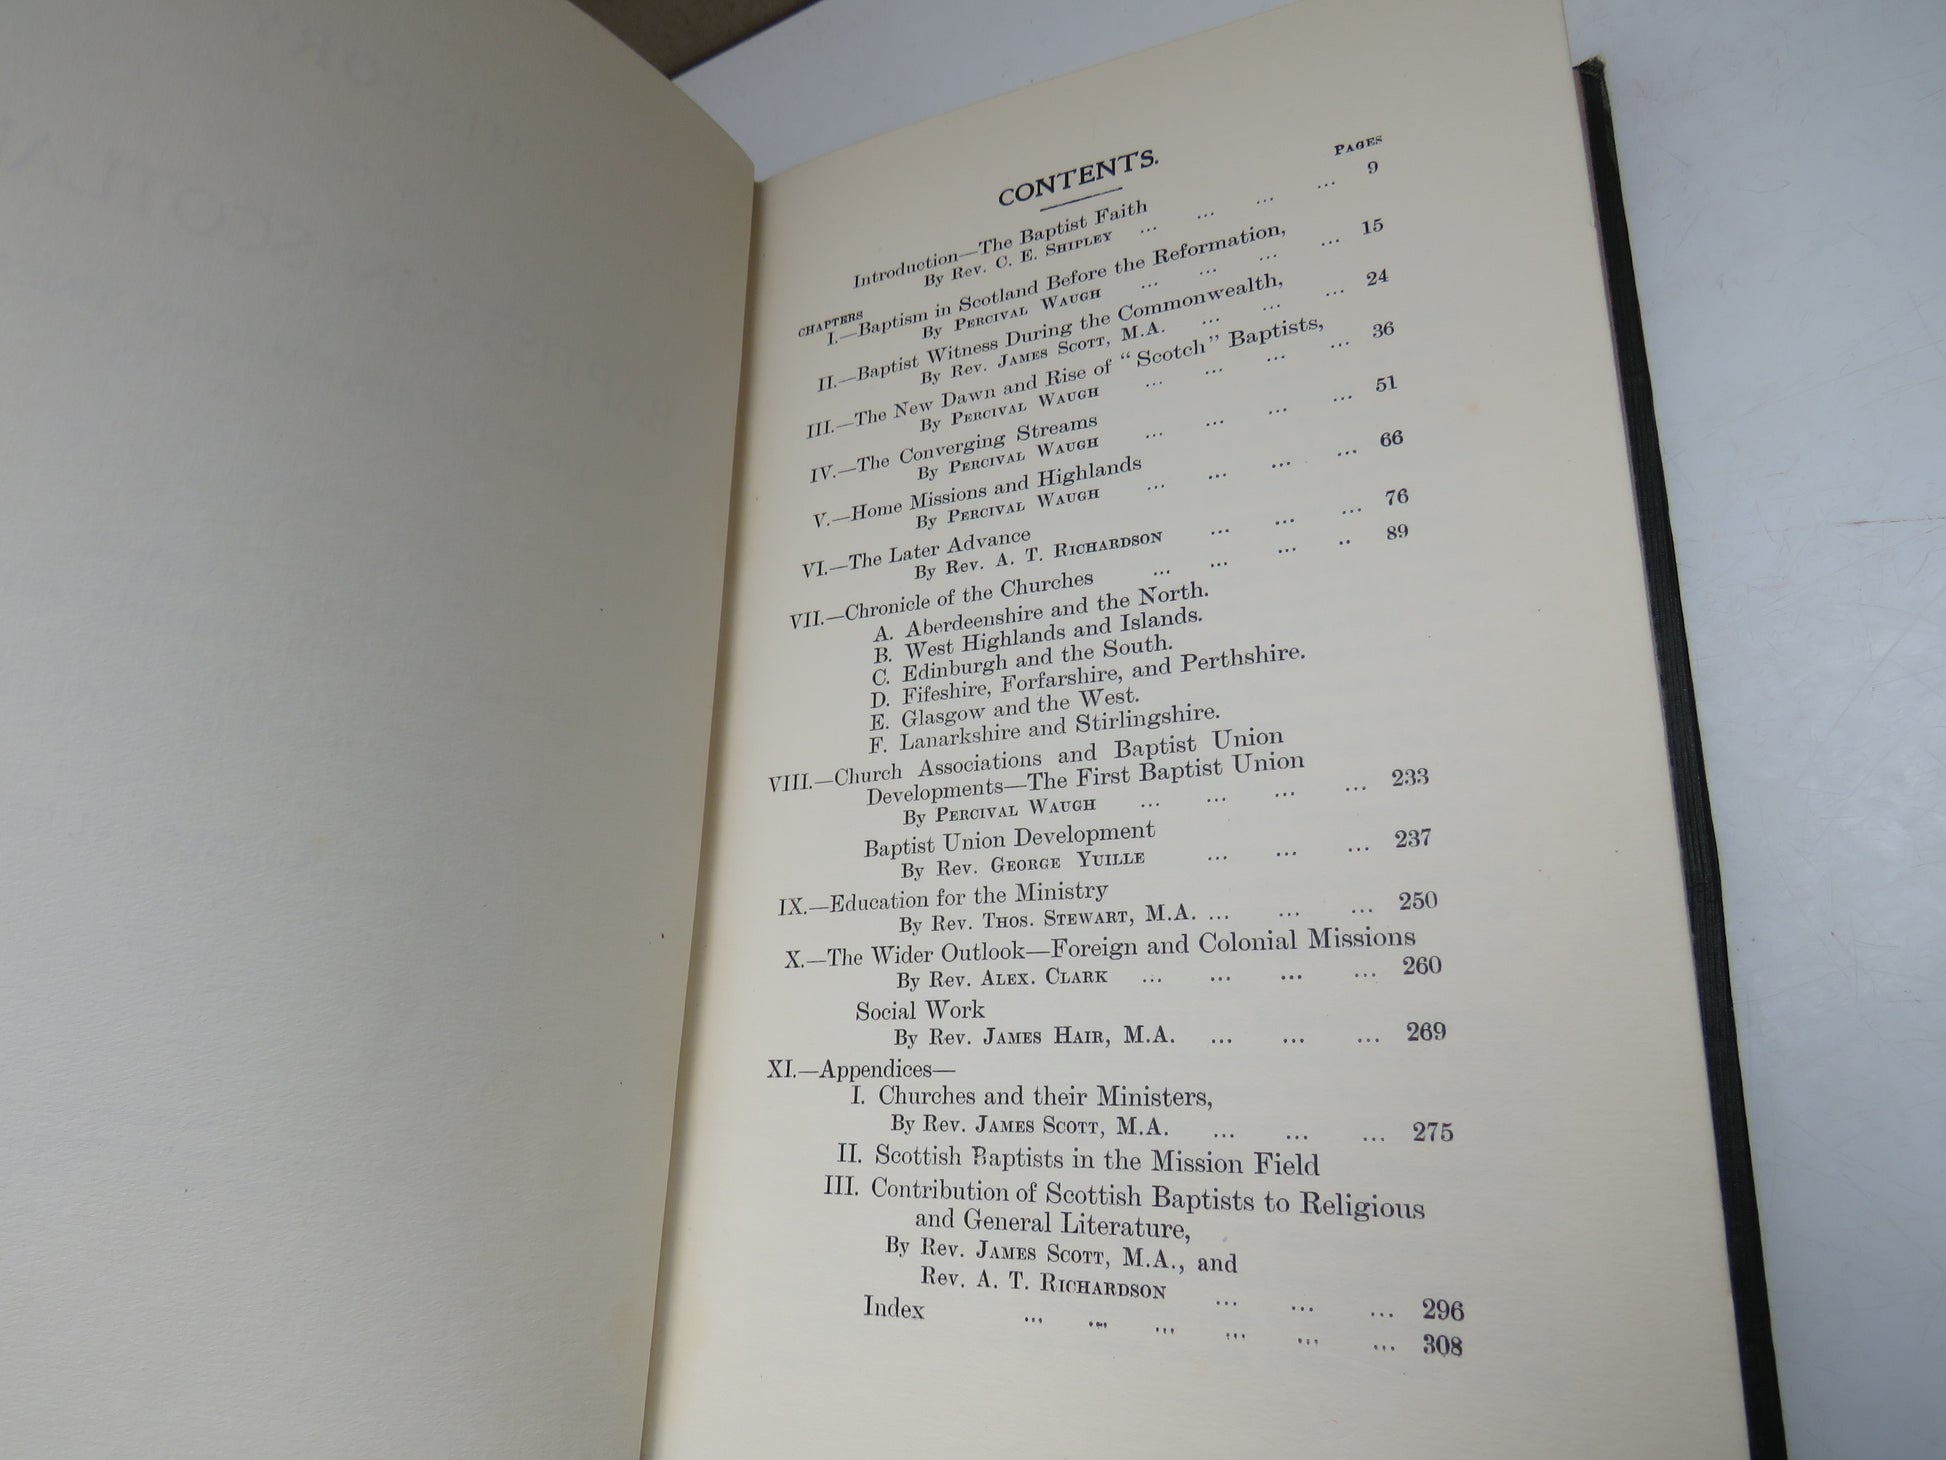 CONTENTS.
PAGES
Introduction—The Baptist Faith
By Rev. C. E. SHIPLEY ... ... ... ... 9
CHAPTERS
I.—Baptism in Scotland Before the Reformation,
By PERCIVAL WAUGH ... ... ... ... 15
II.—Baptist Witness During the Commonwealth,
By Rev. JAMES SCOTT, M.A. ... ... ... 24
III.—The New Dawn and Rise of "Scotch" Baptists,
By PERCIVAL WAUGH ... ... ... ... 36
IV.—The Converging Streams
By PERCIVAL WAUGH ... ... ... ... 51
V.—Home Missions and Highlands
By PERCIVAL WAUGH ... ... ... ... 66
VI.—The Later Advance
By Rev. A. T. RICHARDSON ... ... ... 76
VII.—Chronicle of the Churches ... ... ... .. 89
A. Aberdeenshire and the North.
B. West Highlands and Islands.
C. Edinburgh and the South.
D. Fifeshire, Forfarshire, and Perthshire.
E. Glasgow and the West.
F. Lanarkshire and Stirlingshire.
VIII.—Church Associations and Baptist Union
Developments—The First Baptist Union
By PERCIVAL WAUGH ... ... ... ... 233
Baptist Union Development
By Rev. GEORGE YUILLE ... ... ... 237
IX.—Education for the Ministry
By Rev. THOS. STEWART, M.A. ... ... ... 250
X.—The Wider Outlook—Foreign and Colonial Missions
By Rev. ALEX. CLARK ... ... ... ... 260
Social Work
By Rev. JAMES HAIR, M.A. ... ... ... 269
XI.—Appendices—
I. Churches and their Ministers,
By Rev. JAMES SCOTT, M.A. ... ... ... 275
II. Scottish Baptists in the Mission Field
III. Contribution of Scottish Baptists to Religious
and General Literature,
By Rev. JAMES SCOTT, M.A., and
Rev. A. T. RICHARDSON ... ... ... 296
Index ... ... ... ... ... ... 308